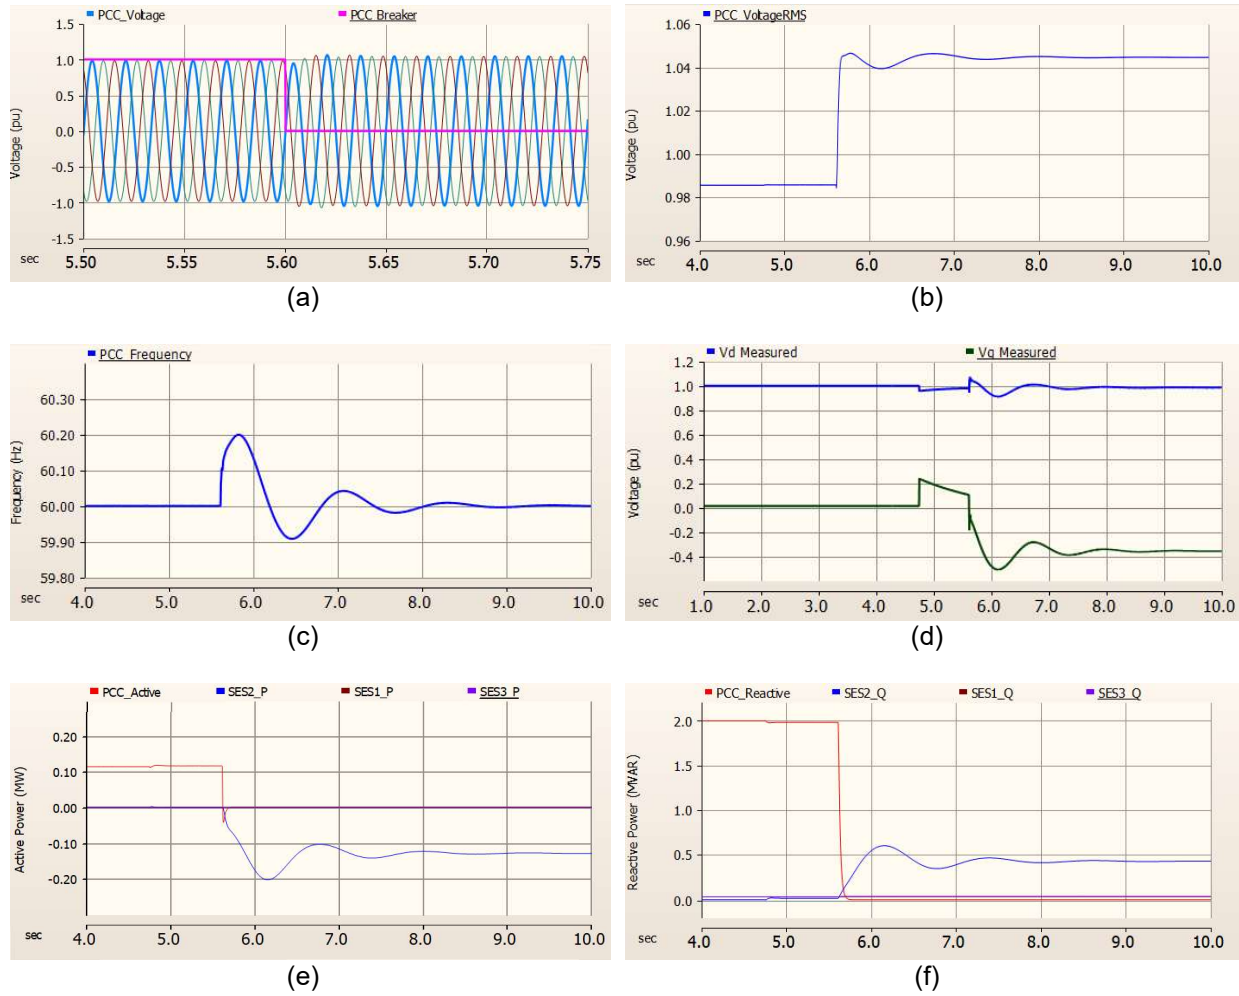 PCC_Voltage PCC Breaker
Voltage (pu)
1.5
1.0
0.5
0.0
-0.5
-1.0
-1.5
sec 5.50 5.55 5.60 5.65 5.70 5.75
(a)
PCC_VoltageRMS
Voltage (pu)
1.06
1.04
1.02
1.00
0.98
0.96
sec 4.0 5.0 6.0 7.0 8.0 9.0 10.0
(b)
PCC_Frequency
Frequency (Hz)
60.30
60.20
60.10
60.00
59.90
59.80
sec 4.0 5.0 6.0 7.0 8.0 9.0 10.0
(c)
Vd Measured Vq Measured
Voltage (pu)
1.2
1.0
0.8
0.6
0.4
0.2
-0.0
-0.2
-0.4
sec 1.0 2.0 3.0 4.0 5.0 6.0 7.0 8.0 9.0 10.0
(d)
PCC_Active SES2_P SES1_P SES3_P
Active Power (MW)
0.20
0.10
0.00
-0.10
-0.20
sec 4.0 5.0 6.0 7.0 8.0 9.0 10.0
(e)
PCC_Reactive SES2_Q SES1_Q SES3_Q
Reactive Power (MVAR)
2.0
1.5
1.0
0.5
0.0
sec 4.0 5.0 6.0 7.0 8.0 9.0 10.0
(f)